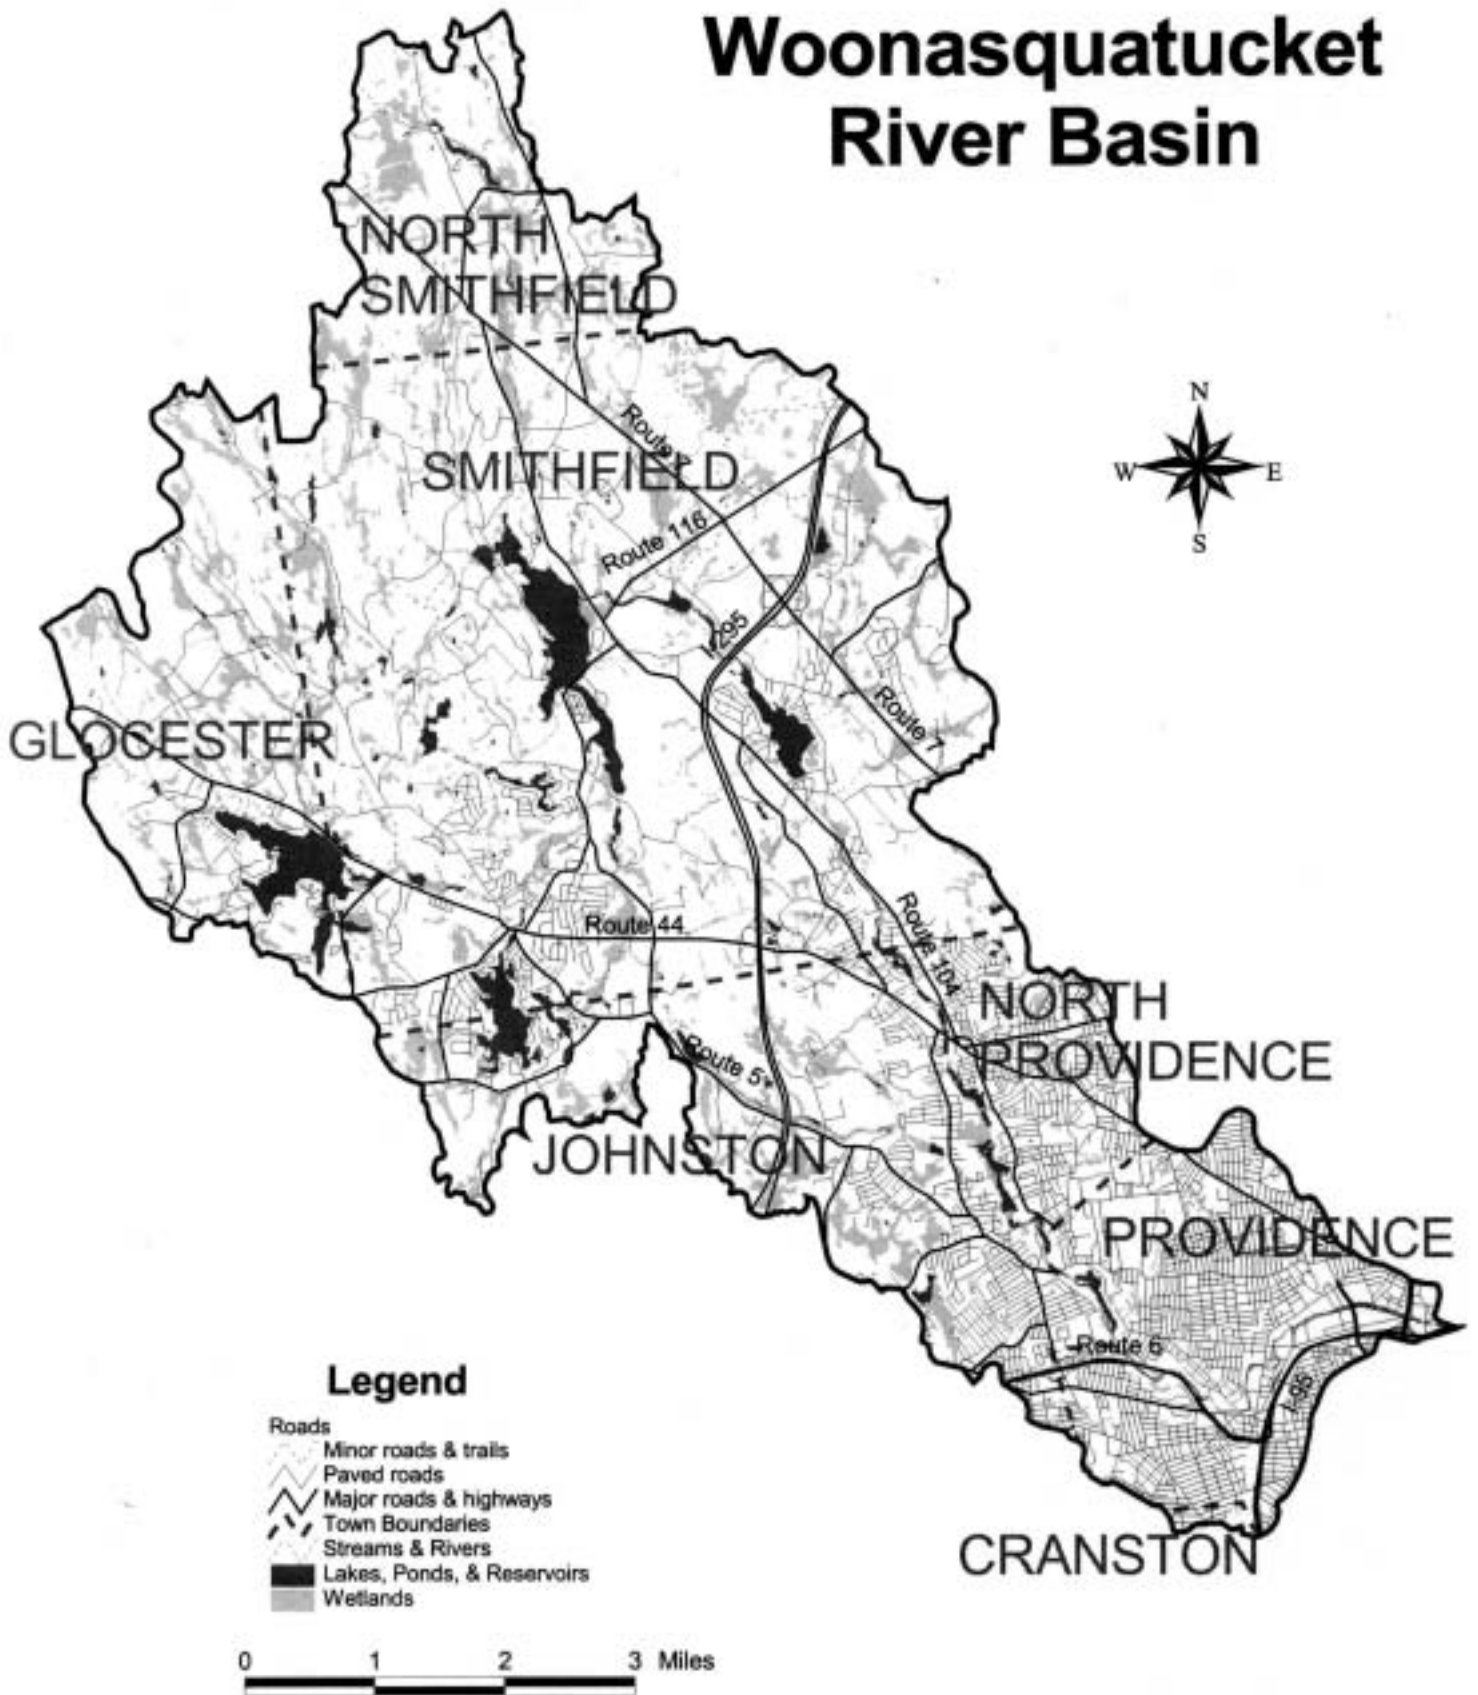 Woonasquatucket
River Basin
NORTH
SMITHFIELD
N
W
E
S
Route 7
SMITHFIELD
Route 116
I-295
Route 7
GLOCESTER
Route 44
Route 104
NORTH
PROVIDENCE
Route 5
JOHNSTON
PROVIDENCE
Route 6
I-95
CRANSTON
Legend
Roads
Minor roads & trails
Paved roads
Major roads & highways
Town Boundaries
Streams & Rivers
Lakes, Ponds, & Reservoirs
Wetlands
0 1 2 3 Miles